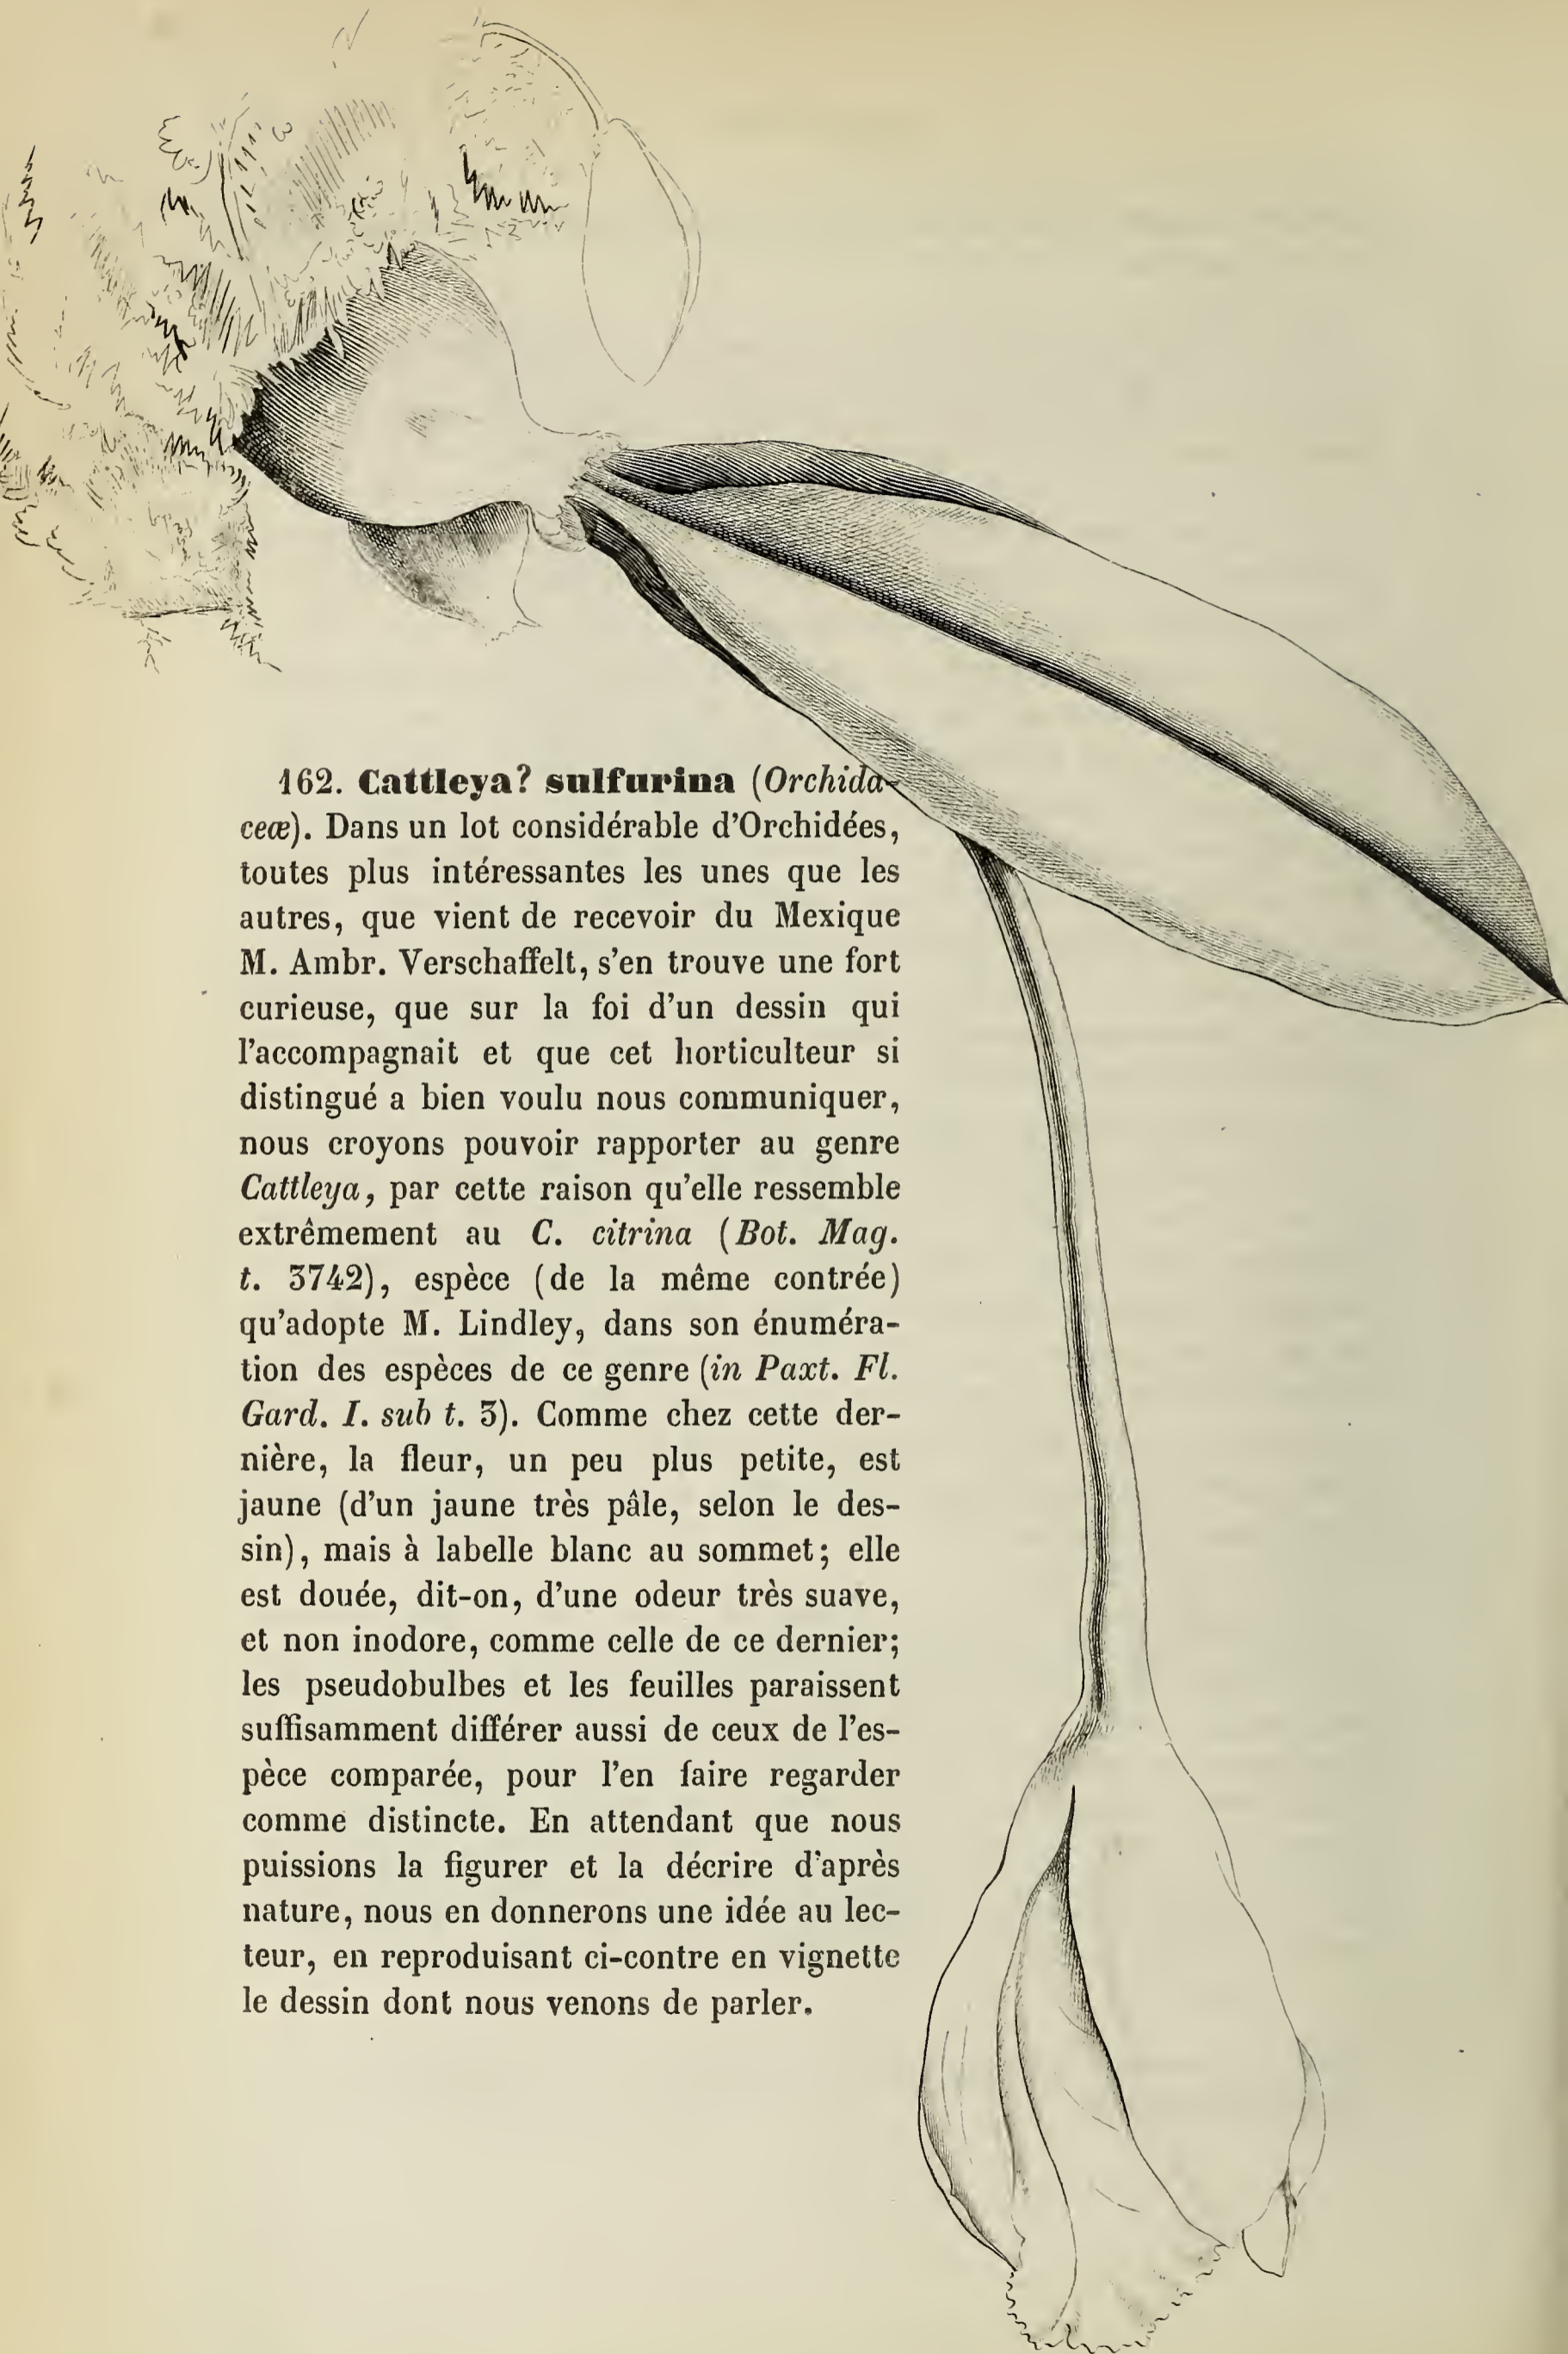 162. Cattleya? sulfurina (Orchida-
ceæ). Dans un lot considérable d'Orchidées,
toutes plus intéressantes les unes que les
autres, que vient de recevoir du Mexique
M. Ambr. Verschaffelt, s'en trouve une fort
curieuse, que sur la foi d'un dessin qui
l'accompagnait et que cet horticulteur si
distingué a bien voulu nous communiquer,
nous croyons pouvoir rapporter au genre
Cattleya, par cette raison qu'elle ressemble
extrêmement au C. citrina (Bot. Mag.
t. 3742), espèce (de la même contrée)
qu'adopte M. Lindley, dans son énuméra-
tion des espèces de ce genre (in Paxt. Fl.
Gard. I. sub t. 3). Comme chez cette der-
nière, la fleur, un peu plus petite, est
jaune (d'un jaune très pâle, selon le des-
sin), mais à labelle blanc au sommet; elle
est douée, dit-on, d'une odeur très suave,
et non inodore, comme celle de ce dernier;
les pseudobulbes et les feuilles paraissent
suffisamment différer aussi de ceux de l'es-
pèce comparée, pour l'en faire regarder
comme distincte. En attendant que nous
puissions la figurer et la décrire d'après
nature, nous en donnerons une idée au lec-
teur, en reproduisant ci-contre en vignette
le dessin dont nous venons de parler.